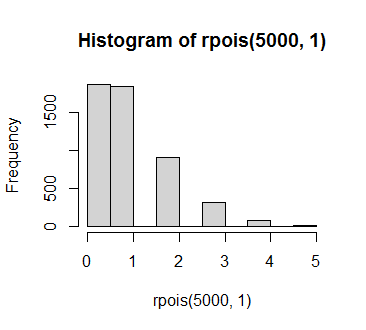 Histogram of rpois(5000, 1)
Frequency
1500
500
0
0 1 2 3 4 5
rpois(5000, 1)